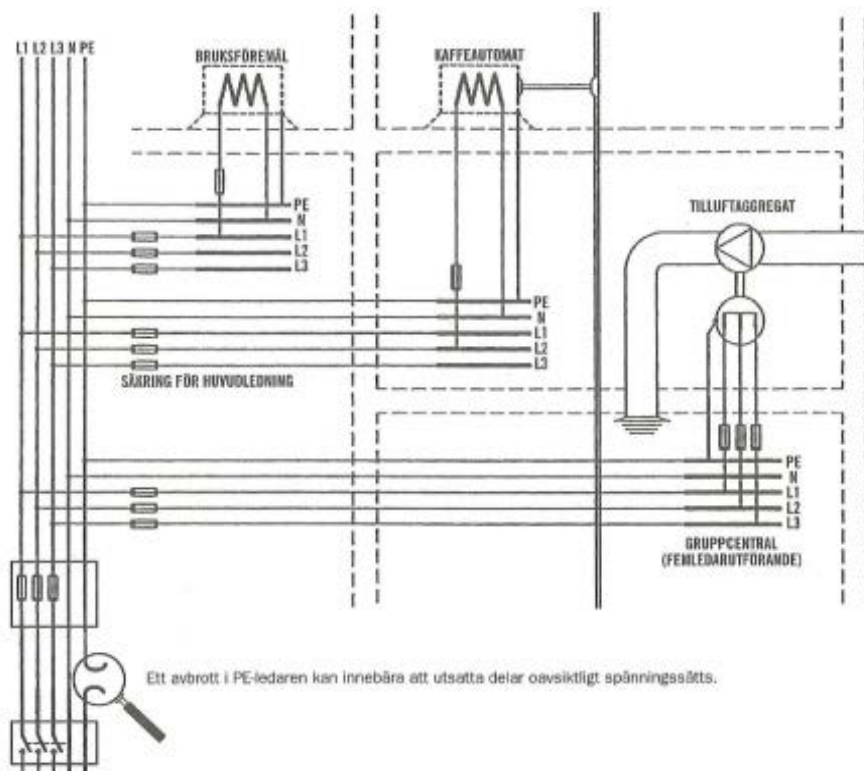 L1 L2 L3 N PE
BRUKSFÖREMÅL
KAFFEAUTOMAT
TILLUFTAGGREGAT
PE
N
L1
L2
L3
PE
N
L1
L2
L3
SÄKRING FÖR HUVUDLEDNING
PE
N
L1
L2
L3
GRUPPCENTRAL
(FEMLEDARUTFÖRANDE)
Ett avbrott i PE-ledaren kan innebära att utsatta delar oavsiktligt spänningssätts.